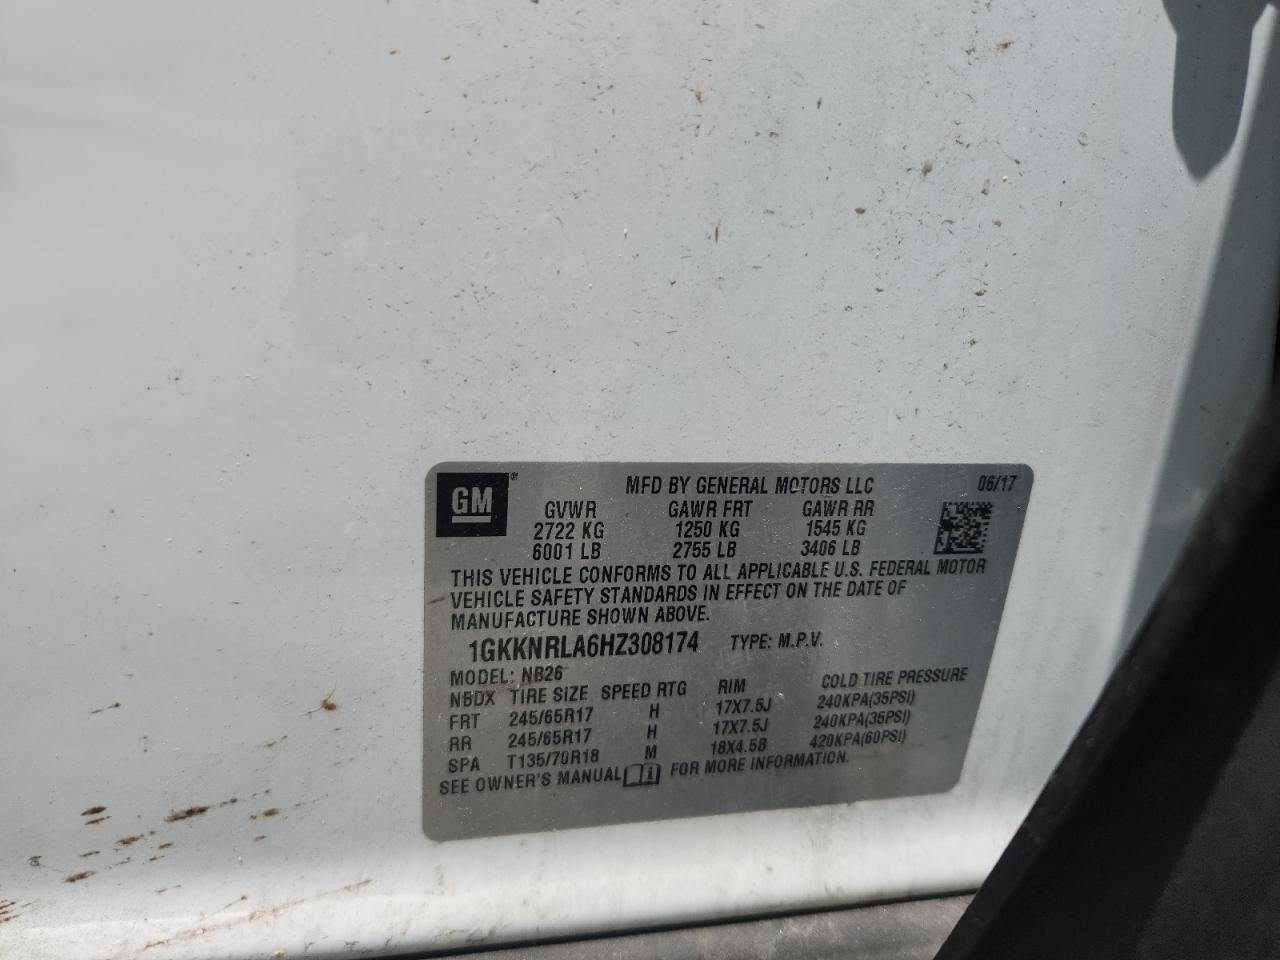 GM® MFD BY GENERAL MOTORS LLC 06/17
GVWR GAWR FRT GAWR RR
2722 KG 1250 KG 1545 KG
6001 LB 2755 LB 3406 LB
THIS VEHICLE CONFORMS TO ALL APPLICABLE U.S. FEDERAL MOTOR
VEHICLE SAFETY STANDARDS IN EFFECT ON THE DATE OF
MANUFACTURE SHOWN ABOVE.
1GKKNRLA6HZ308174 TYPE: M.P.V.
MODEL: NB26
NBDX TIRE SIZE SPEED RTG RIM COLD TIRE PRESSURE
FRT 245/65R17 H 17X7.5J 240KPA(35PSI)
RR 245/65R17 H 17X7.5J 240KPA(35PSI)
SPA T135/70R18 M 18X4.5B 420KPA(60PSI)
SEE OWNER'S MANUAL FOR MORE INFORMATION.